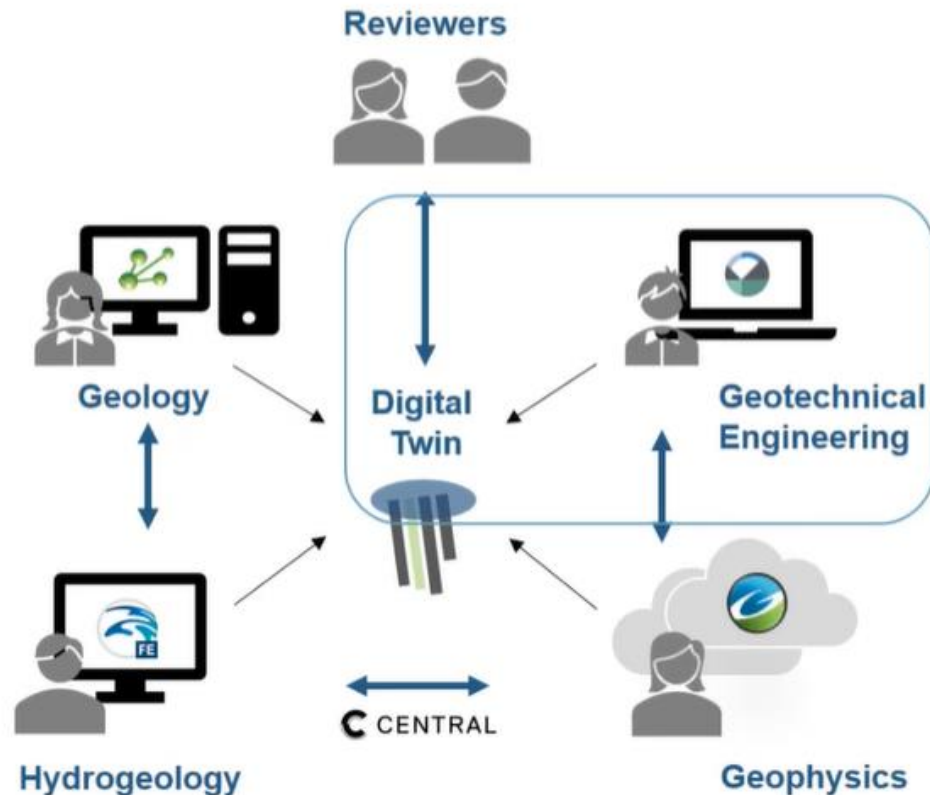 Reviewers
Geology
Digital
Twin
Geotechnical
Engineering
FE
CENTRAL
Hydrogeology
Geophysics